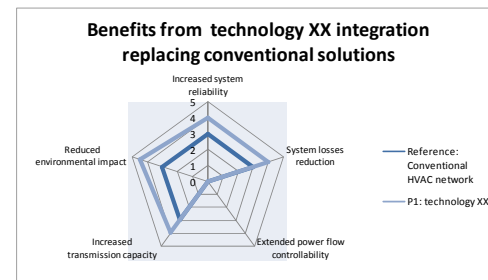 Benefits from technology XX integration
replacing conventional solutions
Increased system
reliability
5
4
3
2
1
0
System losses
reduction
Extended power flow
controllability
Increased
transmission capacity
Reduced
environmental impact
Reference:
Conventional
HVAC network
P1: technology XX